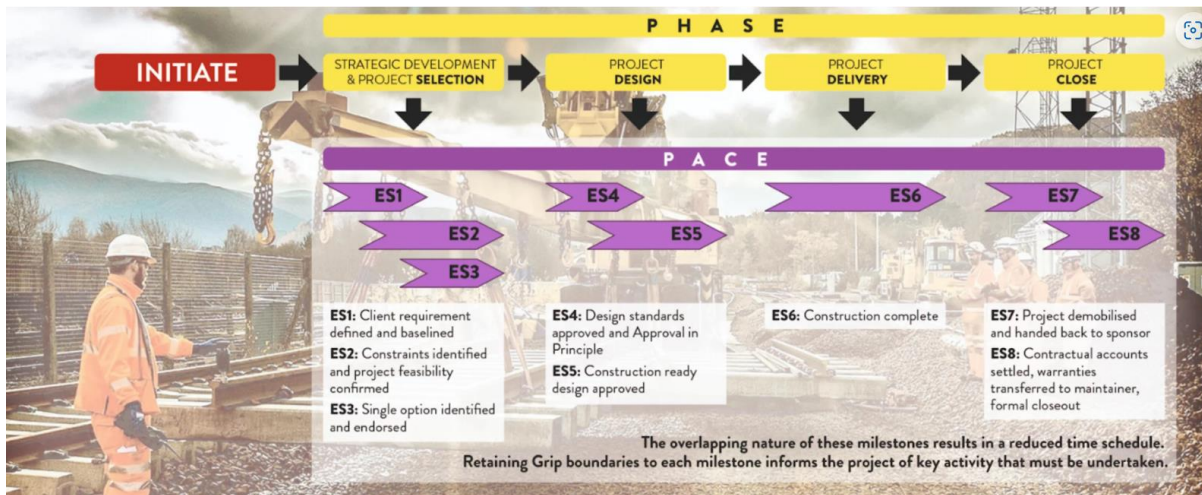 PHASE
INITIATE
STRATEGIC DEVELOPMENT
& PROJECT SELECTION
PROJECT
DESIGN
PROJECT
DELIVERY
PROJECT
CLOSE
PACE
ES1
ES4
ES6
ES7
ES2
ES5
ES8
ES3
ES1: Client requirement
defined and baselined
ES2: Constraints identified
and project feasibility
confirmed
ES3: Single option identified
and endorsed
ES4: Design standards
approved and Approval in
Principle
ES5: Construction ready
design approved
ES6: Construction complete
ES7: Project demobilised
and handed back to sponsor
ES8: Contractual accounts
settled, warranties
transferred to maintainer,
formal closeout
The overlapping nature of these milestones results in a reduced time schedule.
Retaining Grip boundaries to each milestone informs the project of key activity that must be undertaken.